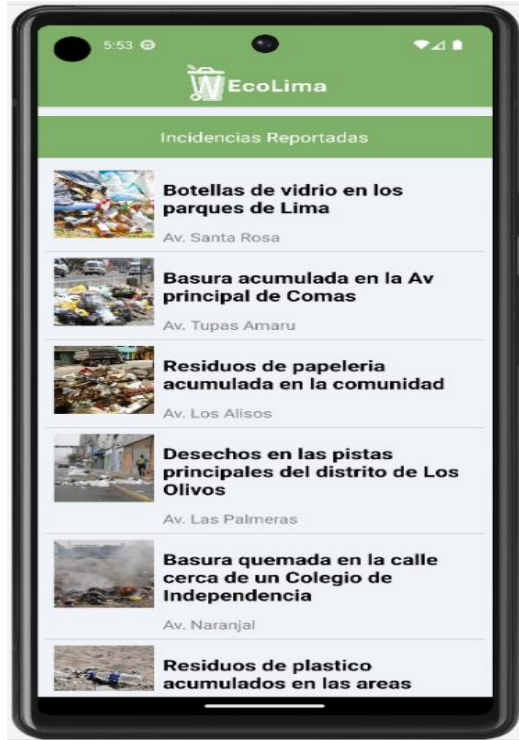 5:53
EcoLima
Incidencias Reportadas
Botellas de vidrio en los
parques de Lima
Av. Santa Rosa
Basura acumulada en la Av
principal de Comas
Av. Tupas Amaru
Residuos de papeleria
acumulada en la comunidad
Av. Los Alisos
Desechos en las pistas
principales del distrito de Los
Olivos
Av. Las Palmeras
Basura quemada en la calle
cerca de un Colegio de
Independencia
Av. Naranjal
Residuos de plastico
acumulados en las areas